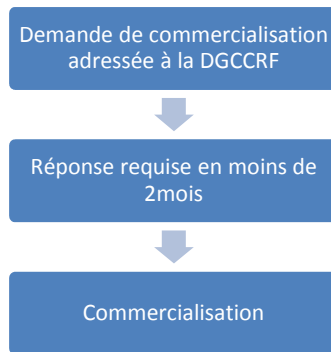 Demande de commercialisation
adressée à la DGCCRF
Réponse requise en moins de
2mois
Commercialisation